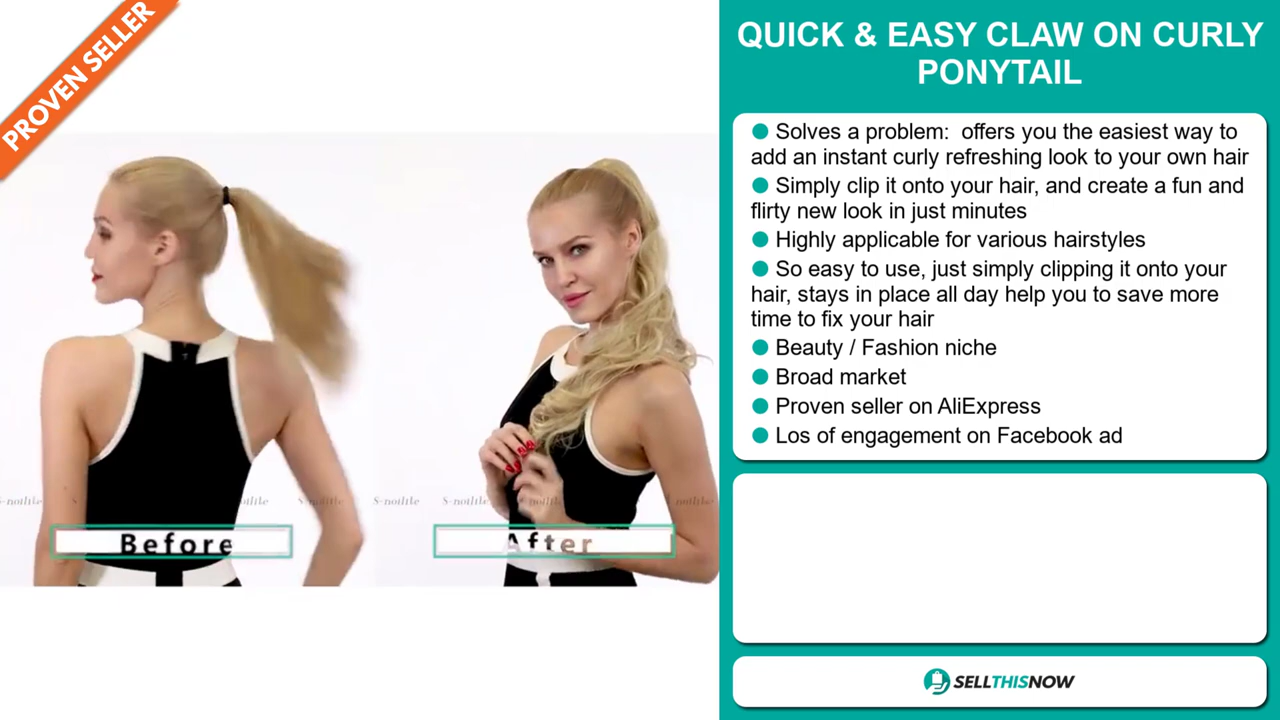 PROVEN SELLER
QUICK & EASY CLAW ON CURLY
PONYTAIL
● Solves a problem:  offers you the easiest way to
add an instant curly refreshing look to your own hair
● Simply clip it onto your hair, and create a fun and
flirty new look in just minutes
● Highly applicable for various hairstyles
● So easy to use, just simply clipping it onto your
hair, stays in place all day help you to save more
time to fix your hair
● Beauty / Fashion niche
● Broad market
● Proven seller on AliExpress
● Los of engagement on Facebook ad
S-noilite S-noilite S-noilite
Before
After
SELLTHISNOW